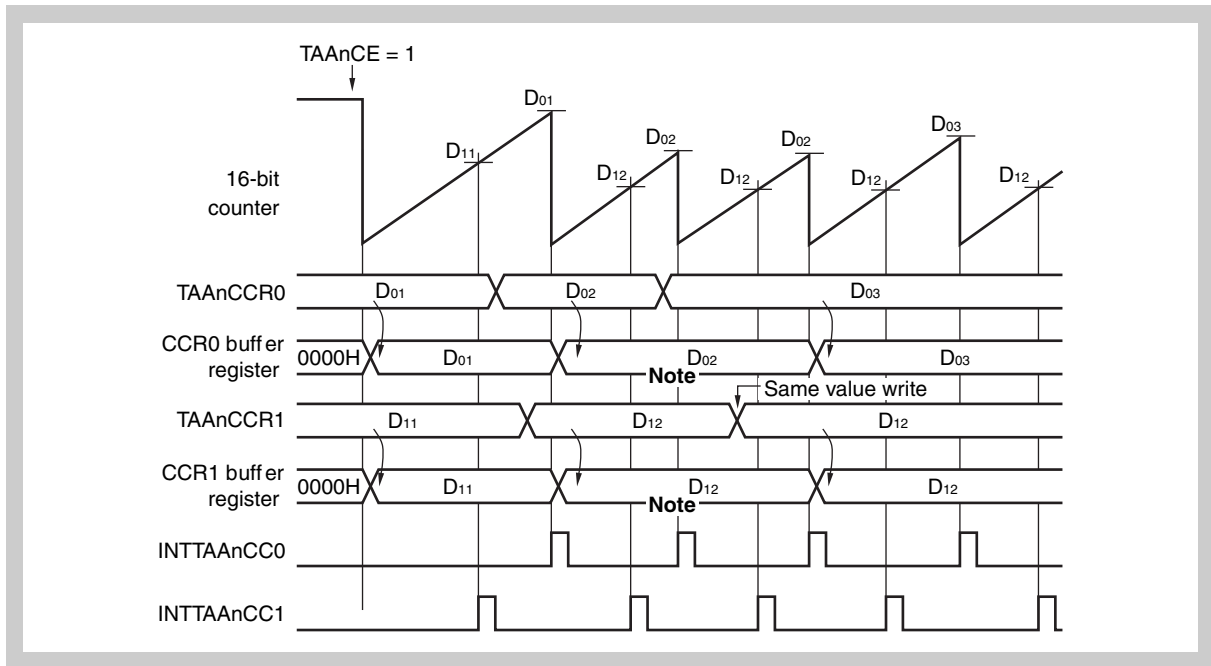 TAAnCE = 1
D01
D11
D02
D12
D02
D12
D03
D12
D12
16-bit
counter
TAAnCCR0
D01
D02
D03
CCR0 buffer
register
0000H
D01
D02
Note
D03
Same value write
TAAnCCR1
D11
D12
D12
CCR1 buffer
register
0000H
D11
D12
Note
D12
INTTAAnCC0
INTTAAnCC1